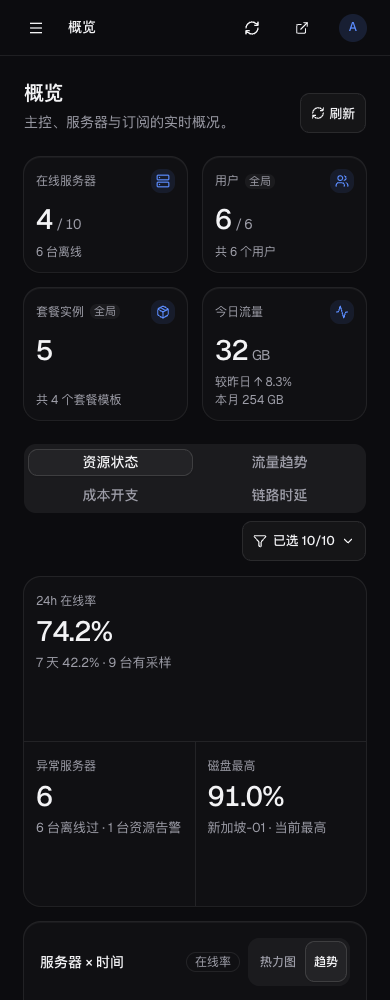 概览
A
概览
主控、服务器与订阅的实时概况。
刷新
在线服务器
4 / 10
6 台离线
用户 全局
6 / 6
共 6 个用户
套餐实例 全局
5
共 4 个套餐模板
今日流量
32 GB
较昨日 ↑ 8.3%
本月 254 GB
资源状态
流量趋势
成本开支
链路时延
已选 10/10
24h 在线率
74.2%
7 天 42.2% · 9 台有采样
异常服务器
6
6 台离线过 · 1 台资源告警
磁盘最高
91.0%
新加坡-01 · 当前最高
服务器 × 时间
在线率
热力图
趋势